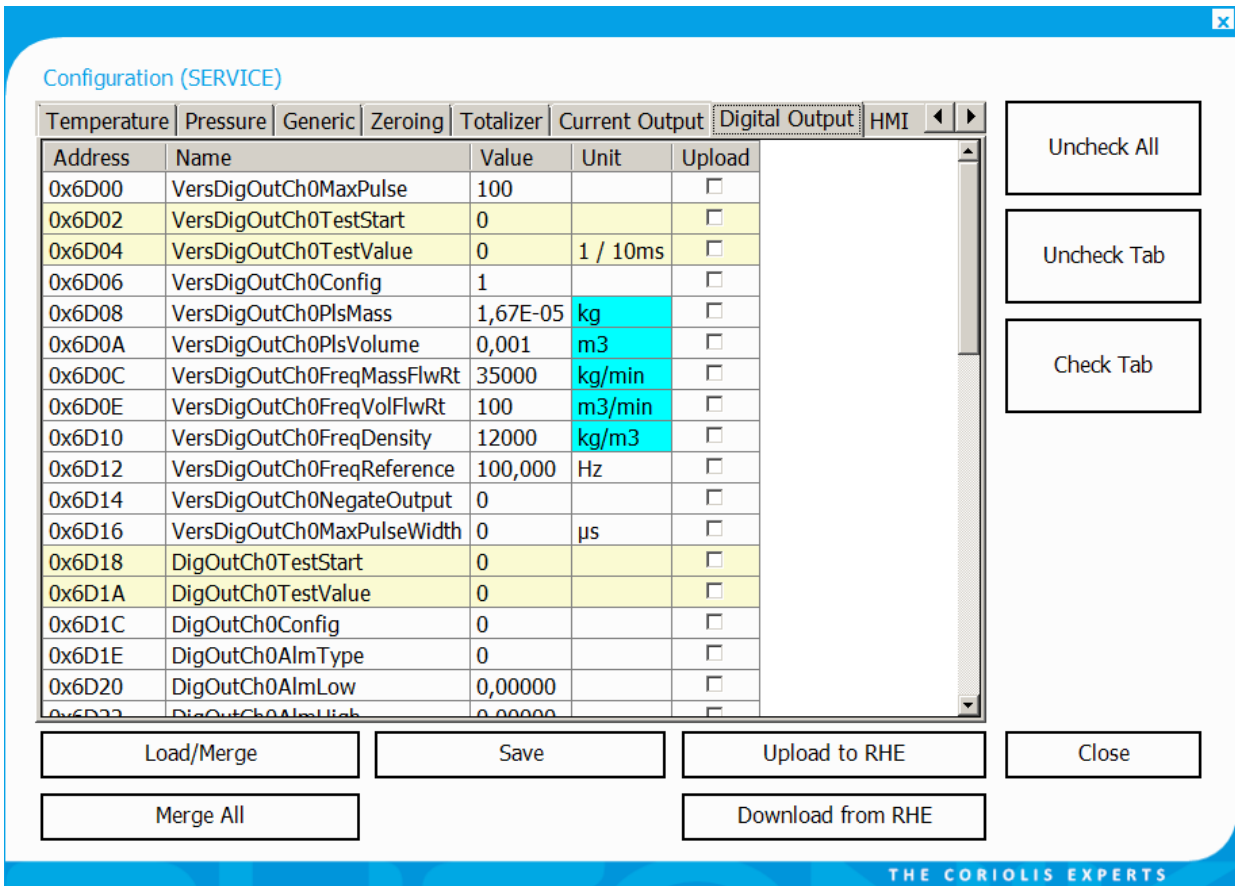 x
Configuration (SERVICE)
Temperature Pressure Generic Zeroing Totalizer Current Output Digital Output HMI
Address Name Value Unit Upload
0x6D00 VersDigOutCh0MaxPulse 100
0x6D02 VersDigOutCh0TestStart 0
0x6D04 VersDigOutCh0TestValue 0 1 / 10ms
0x6D06 VersDigOutCh0Config 1
0x6D08 VersDigOutCh0PlsMass 1,67E-05 kg
0x6D0A VersDigOutCh0PlsVolume 0,001 m3
0x6D0C VersDigOutCh0FreqMassFlwRt 35000 kg/min
0x6D0E VersDigOutCh0FreqVolFlwRt 100 m3/min
0x6D10 VersDigOutCh0FreqDensity 12000 kg/m3
0x6D12 VersDigOutCh0FreqReference 100,000 Hz
0x6D14 VersDigOutCh0NegateOutput 0
0x6D16 VersDigOutCh0MaxPulseWidth 0 µs
0x6D18 DigOutCh0TestStart 0
0x6D1A DigOutCh0TestValue 0
0x6D1C DigOutCh0Config 0
0x6D1E DigOutCh0AlmType 0
0x6D20 DigOutCh0AlmLow 0,00000
0x6D22 DigOutCh0AlmHigh 0,00000
Uncheck All
Uncheck Tab
Check Tab
Load/Merge Save Upload to RHE Close
Merge All Download from RHE
THE CORIOLIS EXPERTS